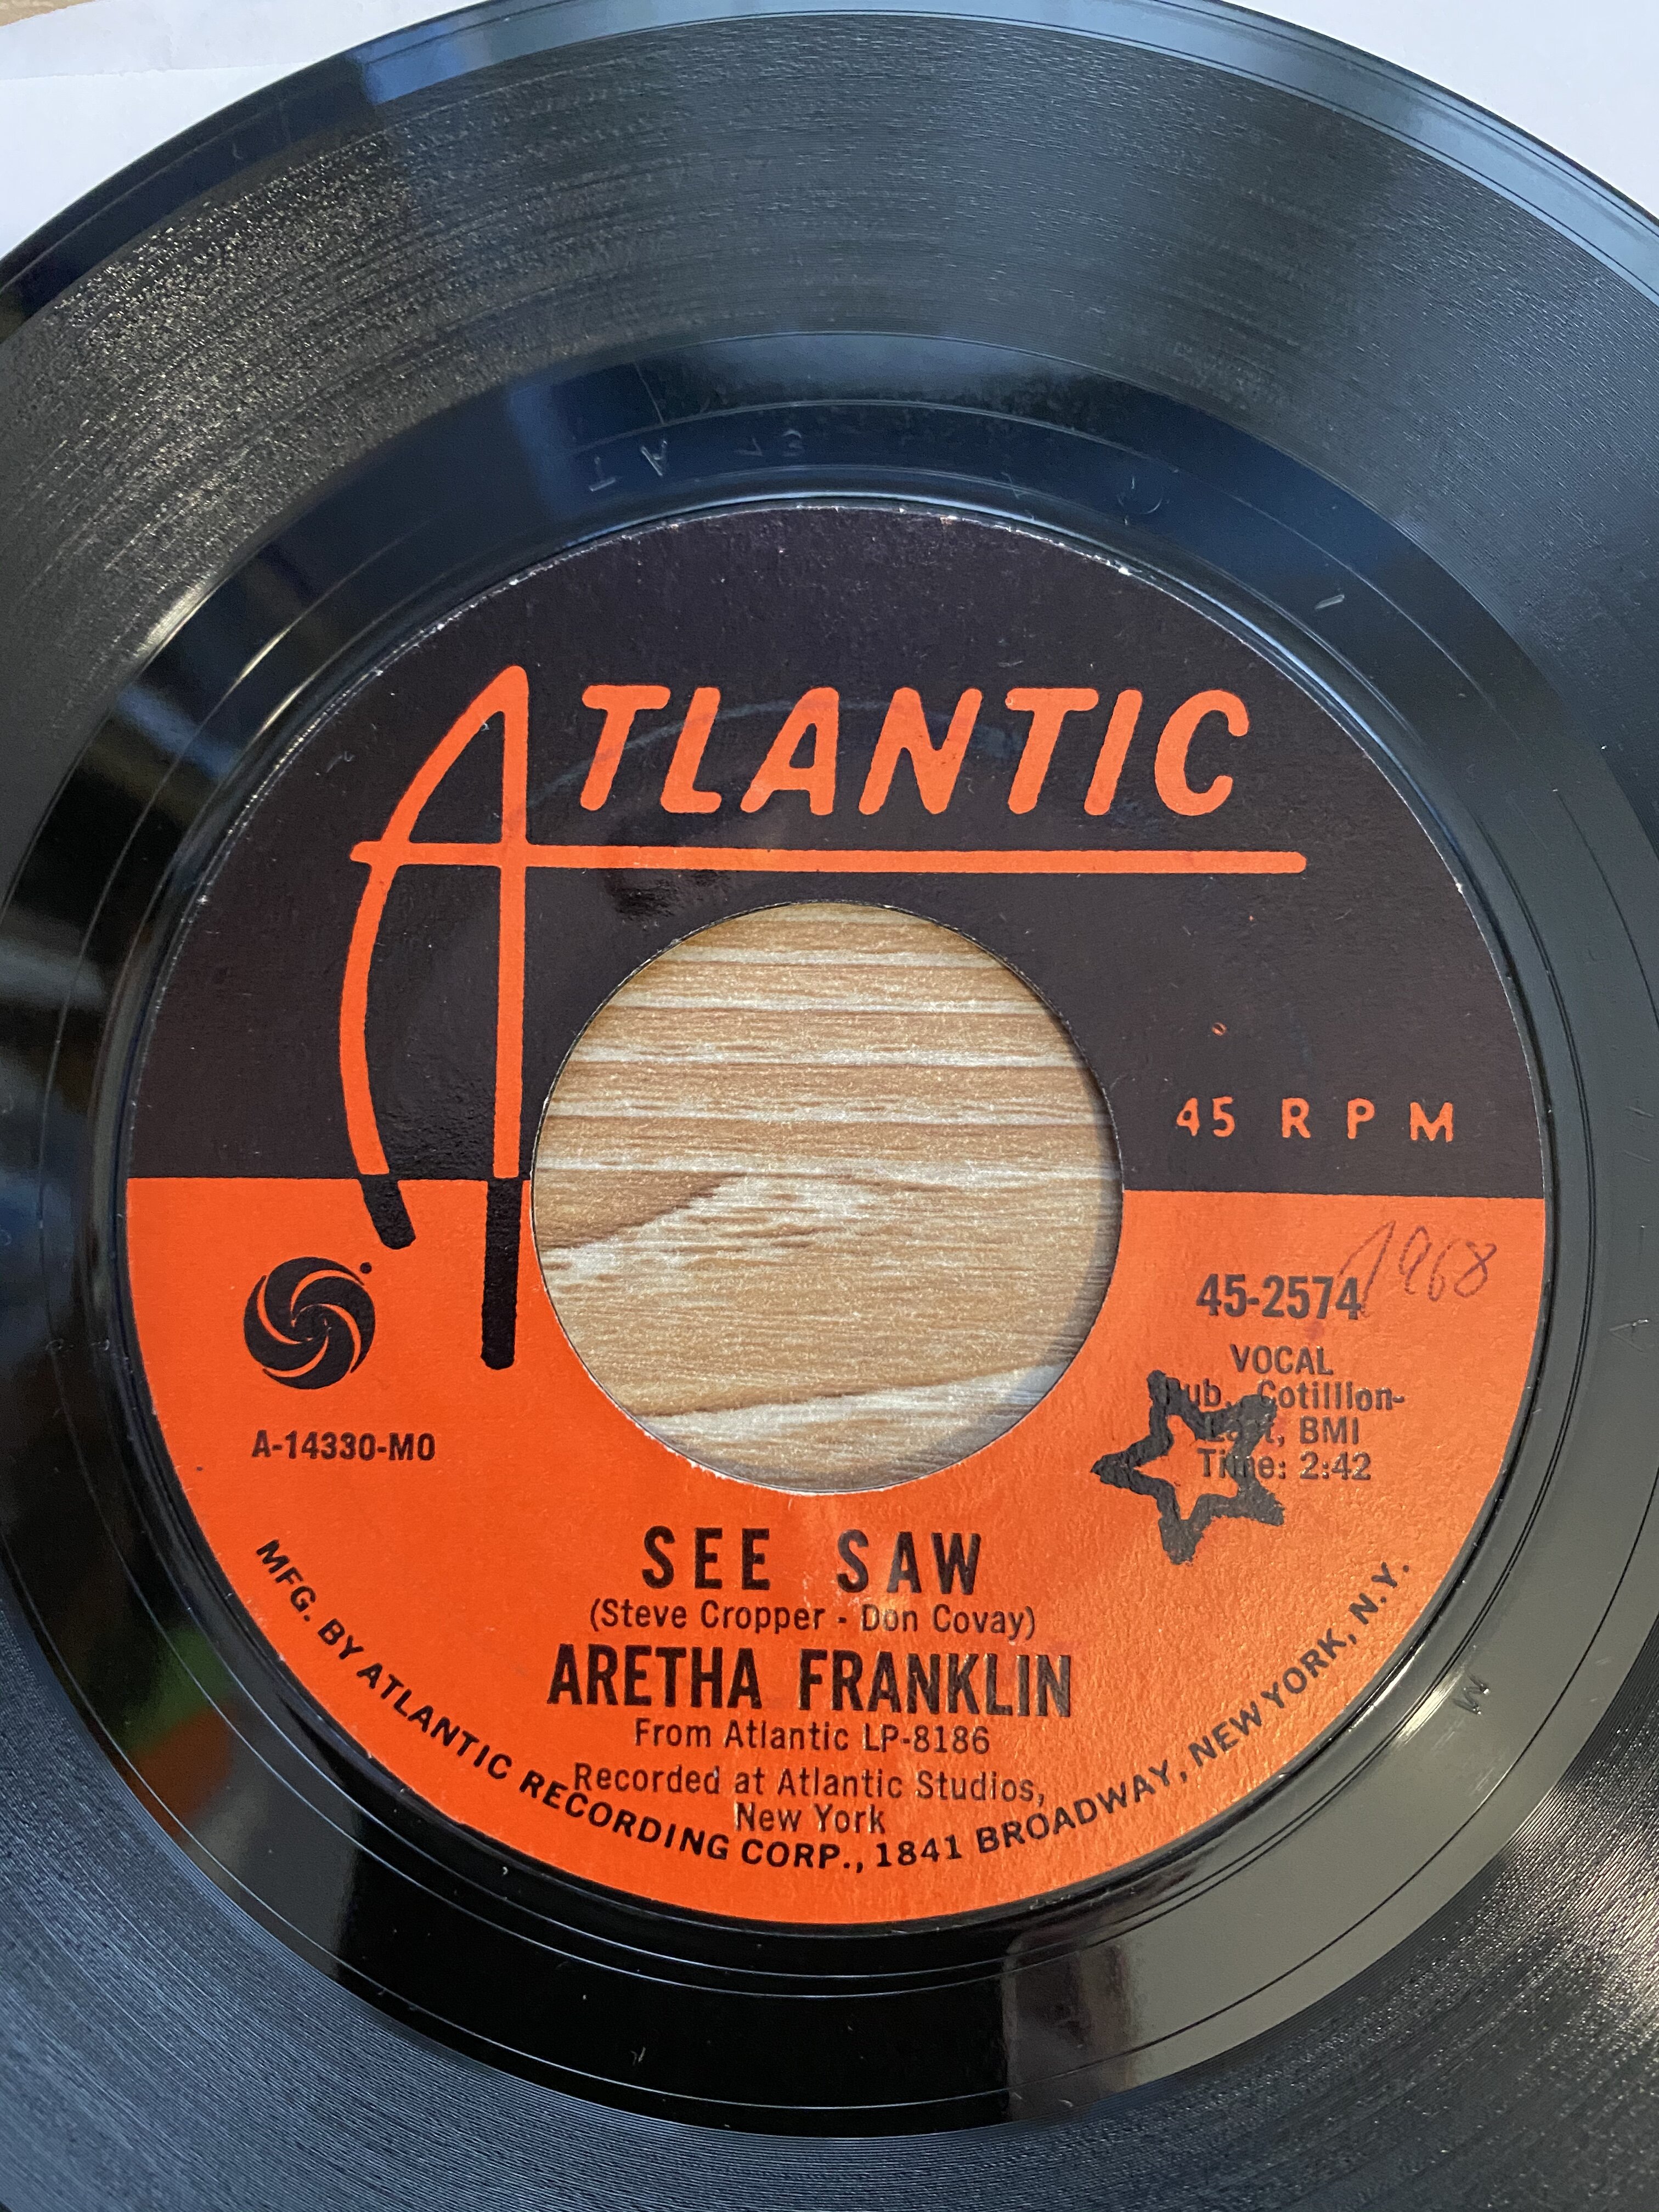 ATLANTIC
45 RPM
1968
45-2574
VOCAL
Pub. Cotillion-
East, BMI
Time: 2:42
A-14330-MO
SEE SAW
(Steve Cropper - Don Covay)
ARETHA FRANKLIN
From Atlantic LP-8186
Recorded at Atlantic Studios,
New York
MFG. BY ATLANTIC RECORDING CORP., 1841 BROADWAY, NEW YORK, N.Y.